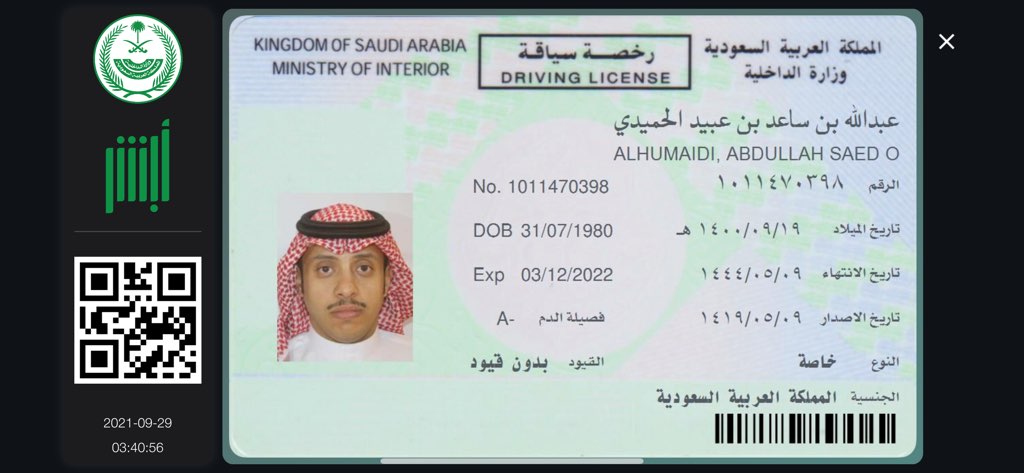 KINGDOM OF SAUDI ARABIA
MINISTRY OF INTERIOR
رخصة سياقة
DRIVING LICENSE
المملكة العربية السعودية
وزارة الداخلية
عبدالله بن ساعد بن عبيد الحميدي
ALHUMAIDI, ABDULLAH SAED O
No. 1011470398
الرقم ١٠١١٤٧٠٣٩٨
DOB 31/07/1980
تاريخ الميلاد ١٤٠٠/٠٩/١٩ هـ
Exp 03/12/2022
تاريخ الانتهاء ١٤٤٤/٠٥/٠٩
تاريخ الاصدار ١٤١٩/٠٥/٠٩
فصيلة الدم A-
النوع خاصة
القيود بدون قيود
الجنسية المملكة العربية السعودية
أبشر
2021-09-29
03:40:56